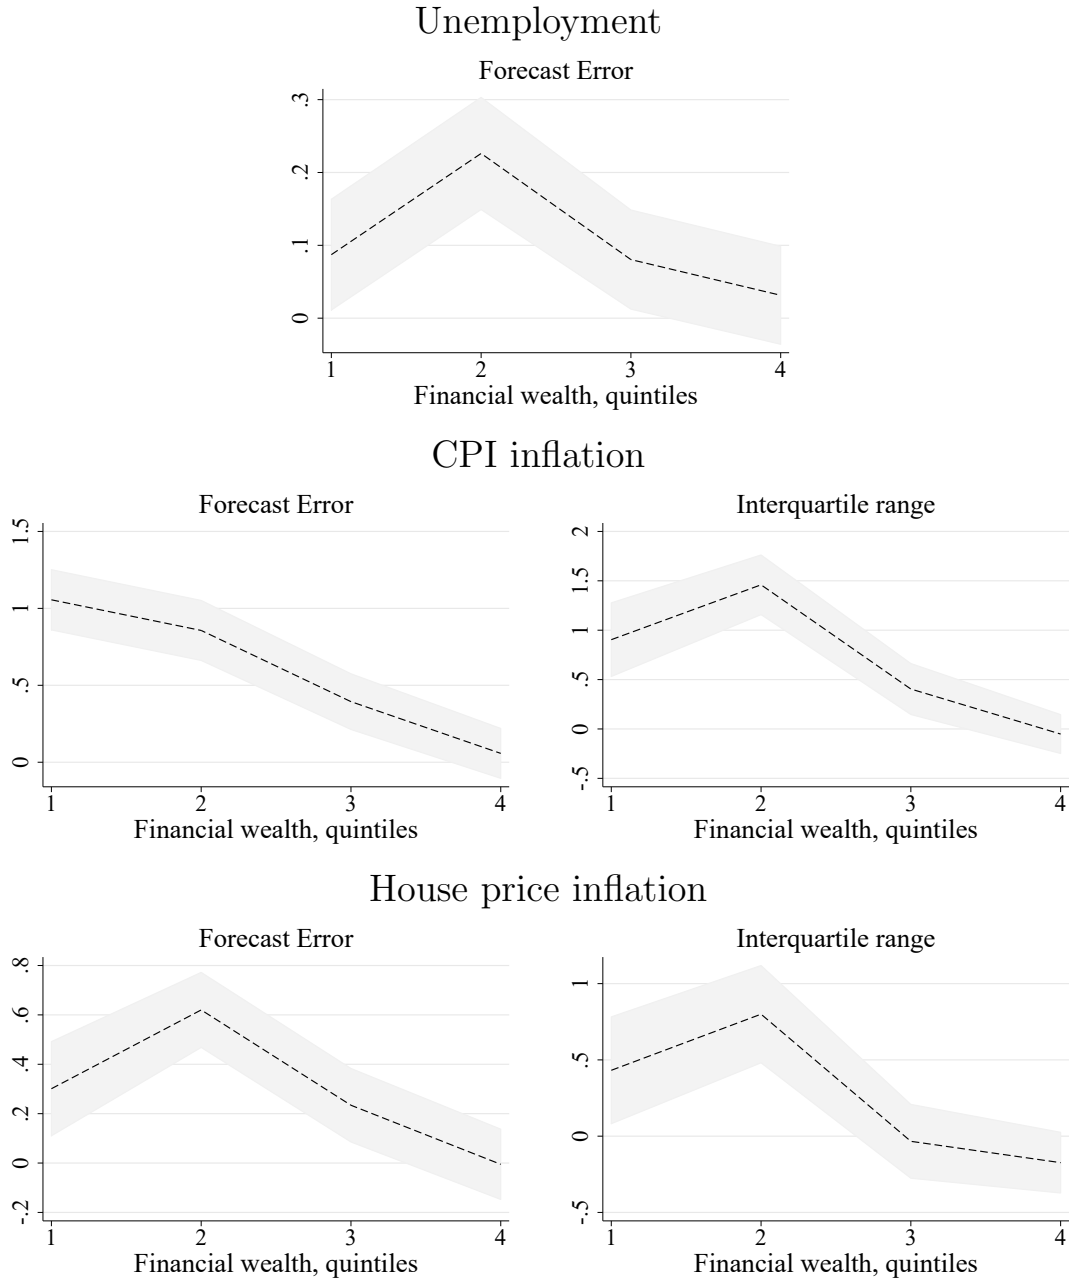 Unemployment
Forecast Error
.3
.2
.1
0
1 2 3 4
Financial wealth, quintiles
CPI inflation
Forecast Error
1.5
1
.5
0
1 2 3 4
Financial wealth, quintiles
Interquartile range
2
1.5
1
.5
0
-.5
1 2 3 4
Financial wealth, quintiles
House price inflation
Forecast Error
.8
.6
.4
.2
0
-.2
1 2 3 4
Financial wealth, quintiles
Interquartile range
1
.5
0
-.5
1 2 3 4
Financial wealth, quintiles